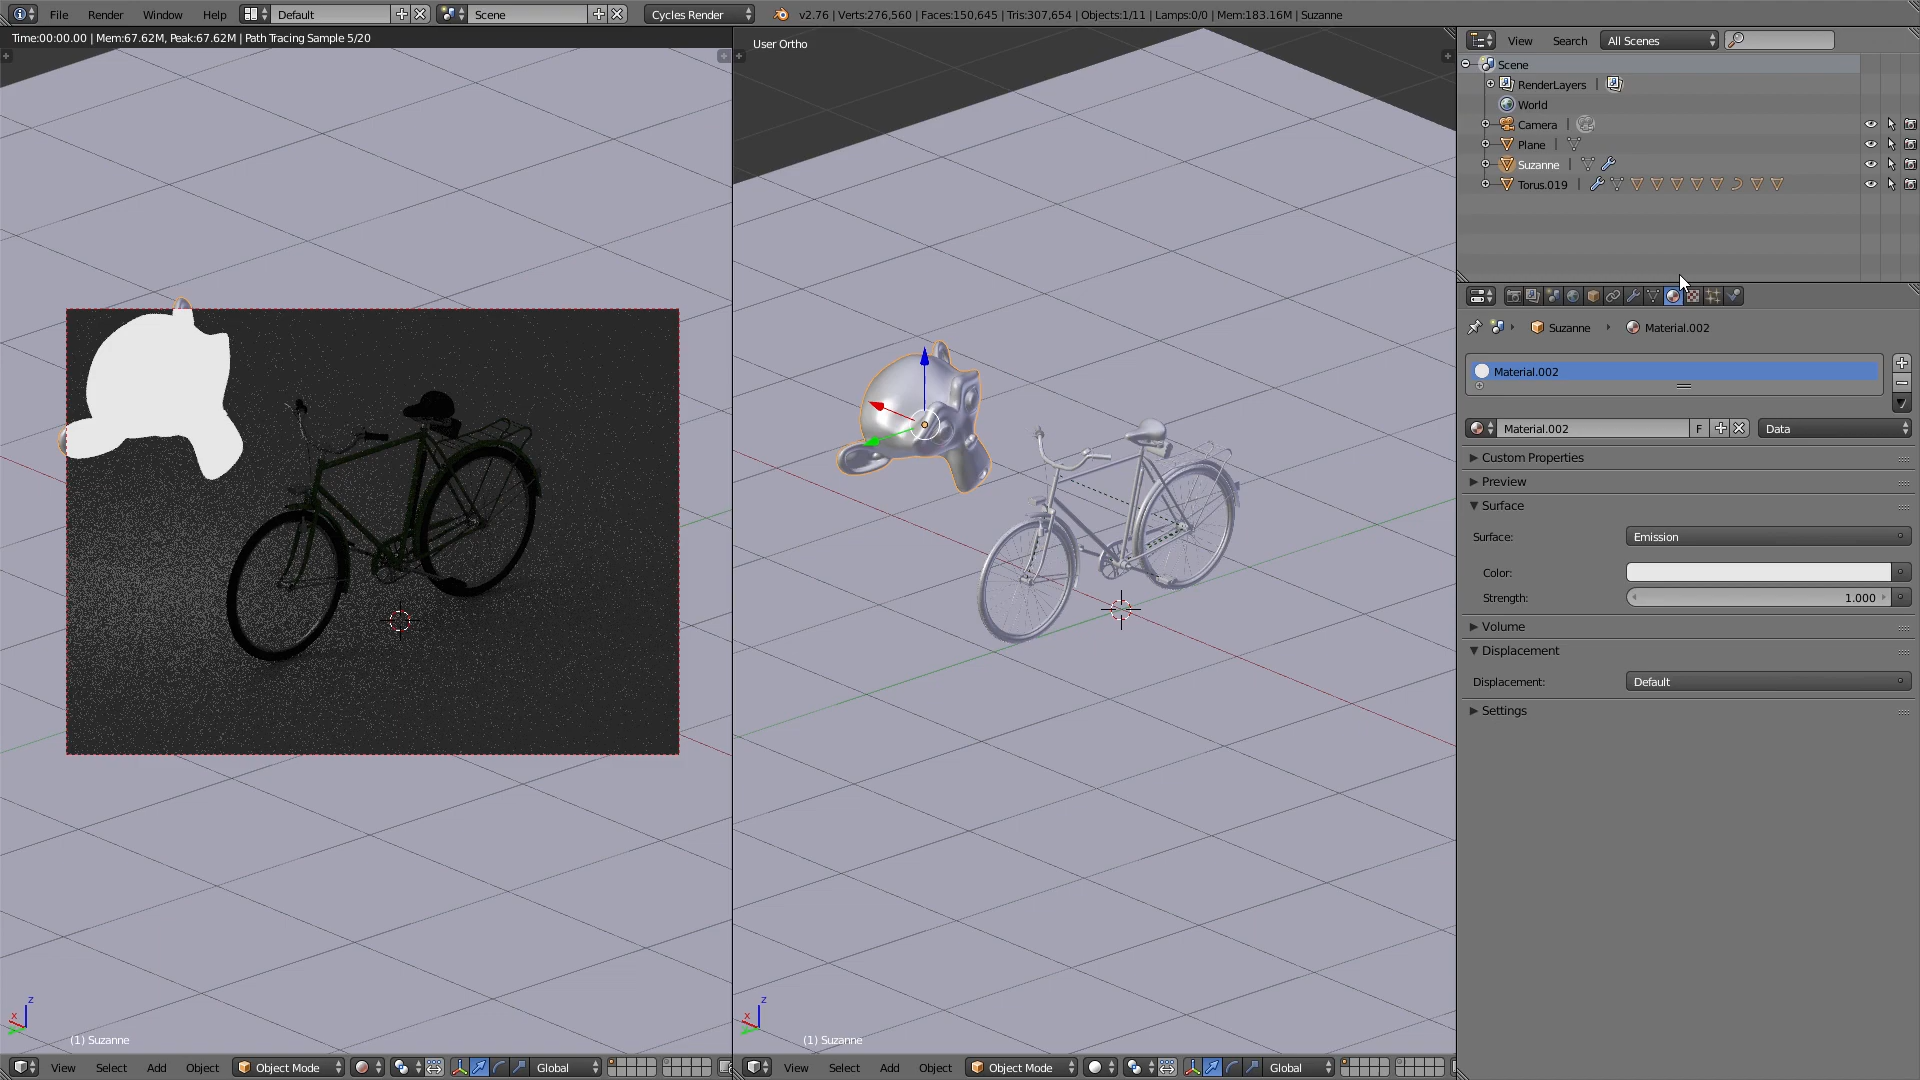 File Render Window Help Default Scene Cycles Render v2.76 | Verts:276,560 | Faces:150,645 | Tris:307,654 | Objects:1/11 | Lamps:0/0 | Mem:183.16M | Suzanne
Time:00:00.00 | Mem:67.62M, Peak:67.62M | Path Tracing Sample 5/20
User Ortho
View Search All Scenes
Scene
RenderLayers |
World
Camera |
Plane |
Suzanne |
Torus.019 |
Suzanne Material.002
Material.002
Material.002 F Data
Custom Properties
Preview
Surface
Surface: Emission
Color:
Strength: 1.000
Volume
Displacement
Displacement: Default
Settings
z
x
(1) Suzanne
z
x
(1) Suzanne
View Select Add Object Object Mode Global
View Select Add Object Object Mode Global